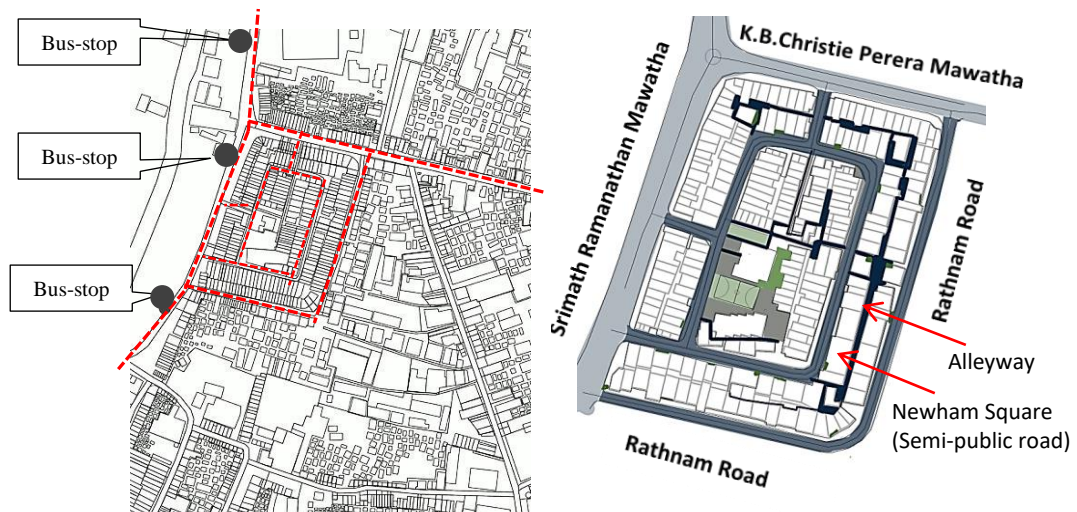 Bus-stop
Bus-stop
Bus-stop
K.B.Christie Perera Mawatha
Srimath Ramanathan Mawatha
Rathnam Road
Alleyway
Newham Square
(Semi-public road)
Rathnam Road